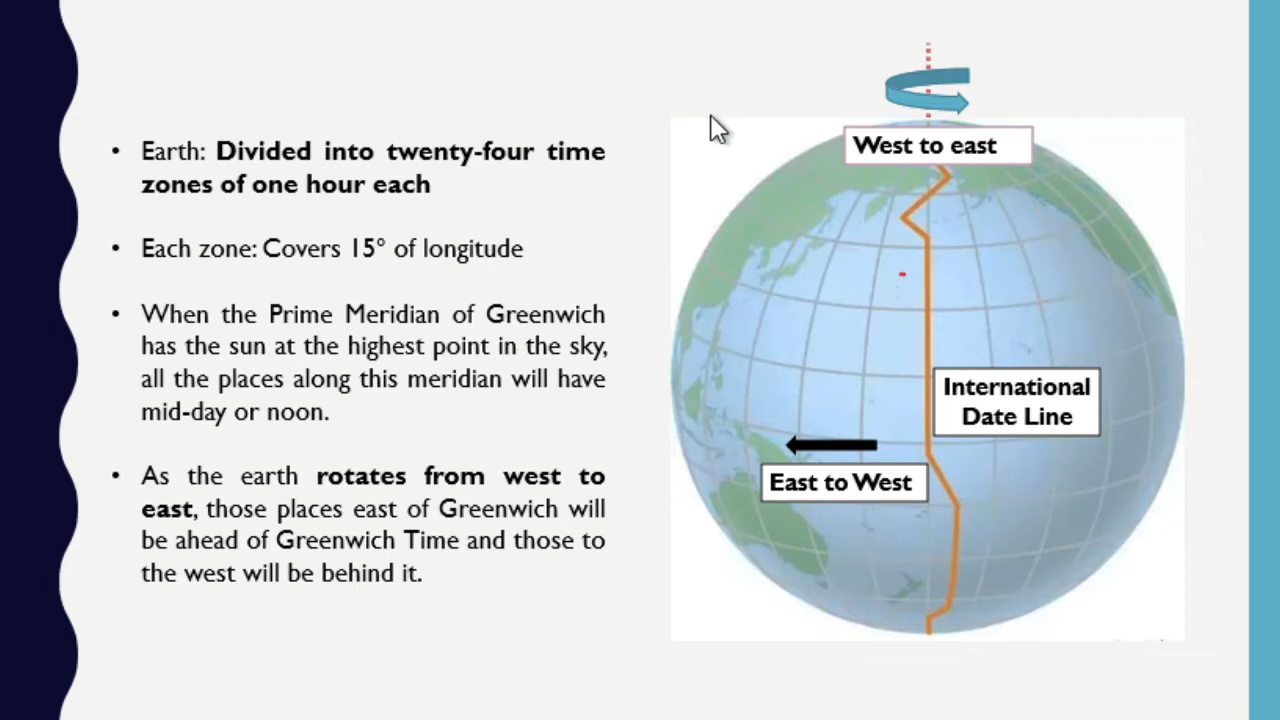 • Earth: Divided into twenty-four time
zones of one hour each
• Each zone: Covers 15° of longitude
• When the Prime Meridian of Greenwich
has the sun at the highest point in the sky,
all the places along this meridian will have
mid-day or noon.
• As the earth rotates from west to
east, those places east of Greenwich will
be ahead of Greenwich Time and those to
the west will be behind it.
West to east
International
Date Line
East to West